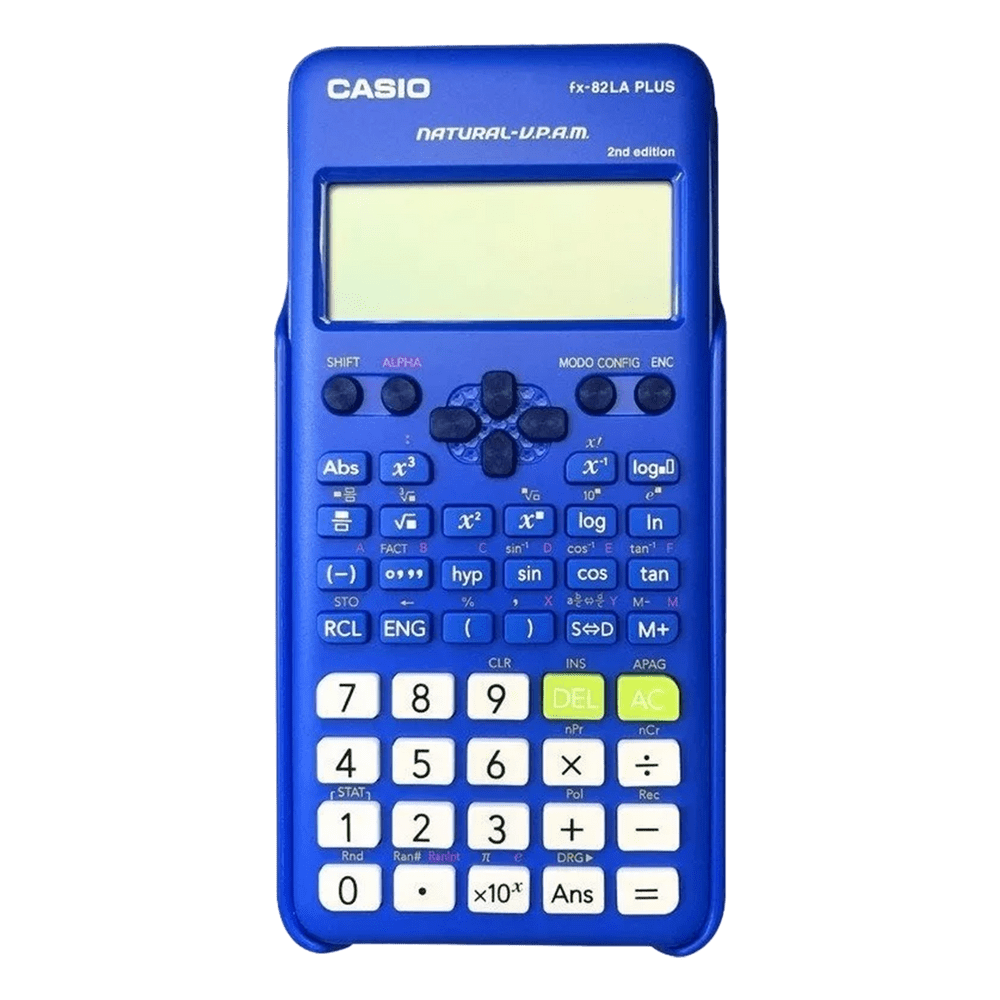 CASIO fx-82LA PLUS
NATURAL-V.P.A.M.
2nd edition
SHIFT ALPHA MODO CONFIG ENC
: x!
Abs x³ x⁻¹ log■□
■□/□ ³√■ ■√□ 10■ e■
■/□ √■ x² x■ log ln
A FACT B C sin⁻¹ D cos⁻¹ E tan⁻¹ F
(−) °,,, hyp sin cos tan
STO ← % , X a b/c⇔d/c Y M− M
RCL ENG ( ) S⇔D M+
CLR INS APAG
7 8 9 DEL AC
nPr nCr
4 5 6 × ÷
STAT Pol Rec
1 2 3 + −
Rnd Ran# RanInt π e DRG▶
0 . ×10ˣ Ans =